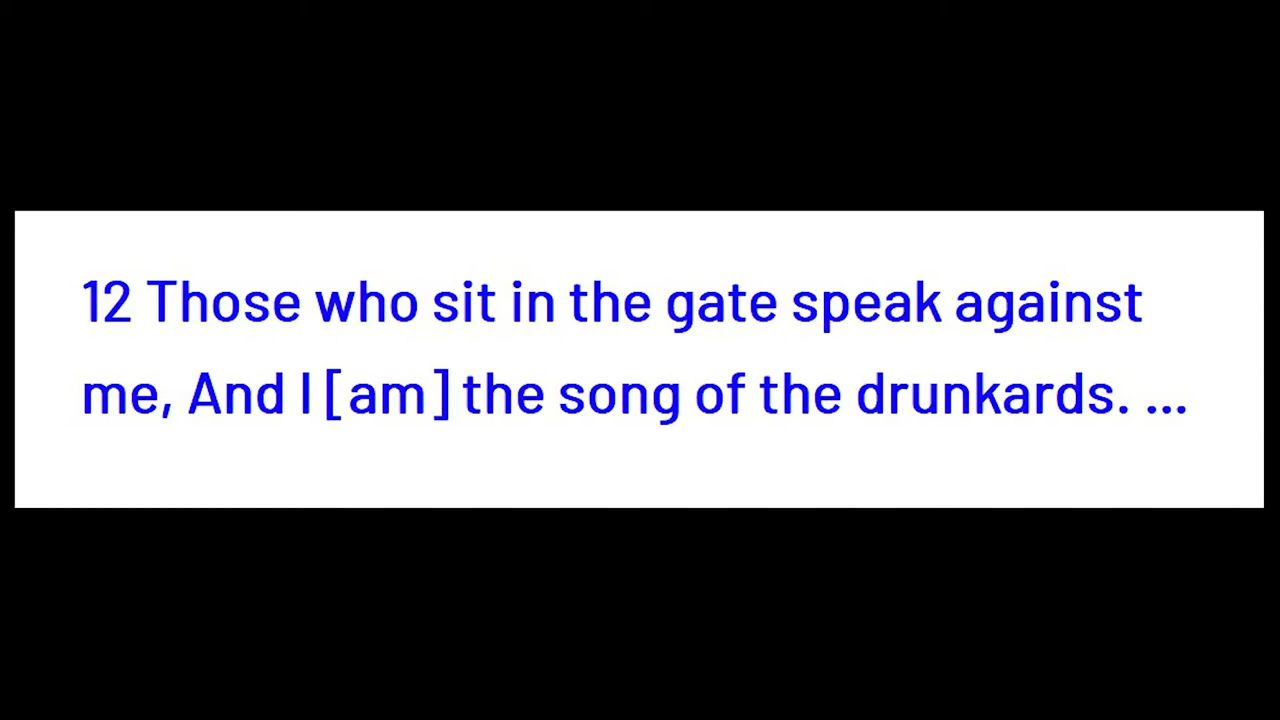 12 Those who sit in the gate speak against
me, And I [am] the song of the drunkards. ...